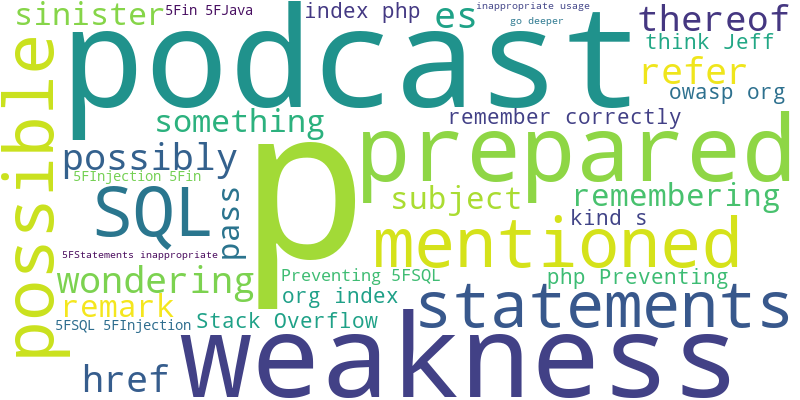 sinister
5Fin 5FJava
index php
es
inappropriate usage
go deeper
thereof
think Jeff
refer
owasp org
podcast
something
remember correctly
possible
possibly
5FInjection 5Fin
p
prepared
SQL
pass
subject
remembering
kind s
mentioned
5FStatements inappropriate
wondering
Preventing 5FSQL
php Preventing
remark
org index
statements
5FSQL 5FInjection
Stack Overflow
href
weakness